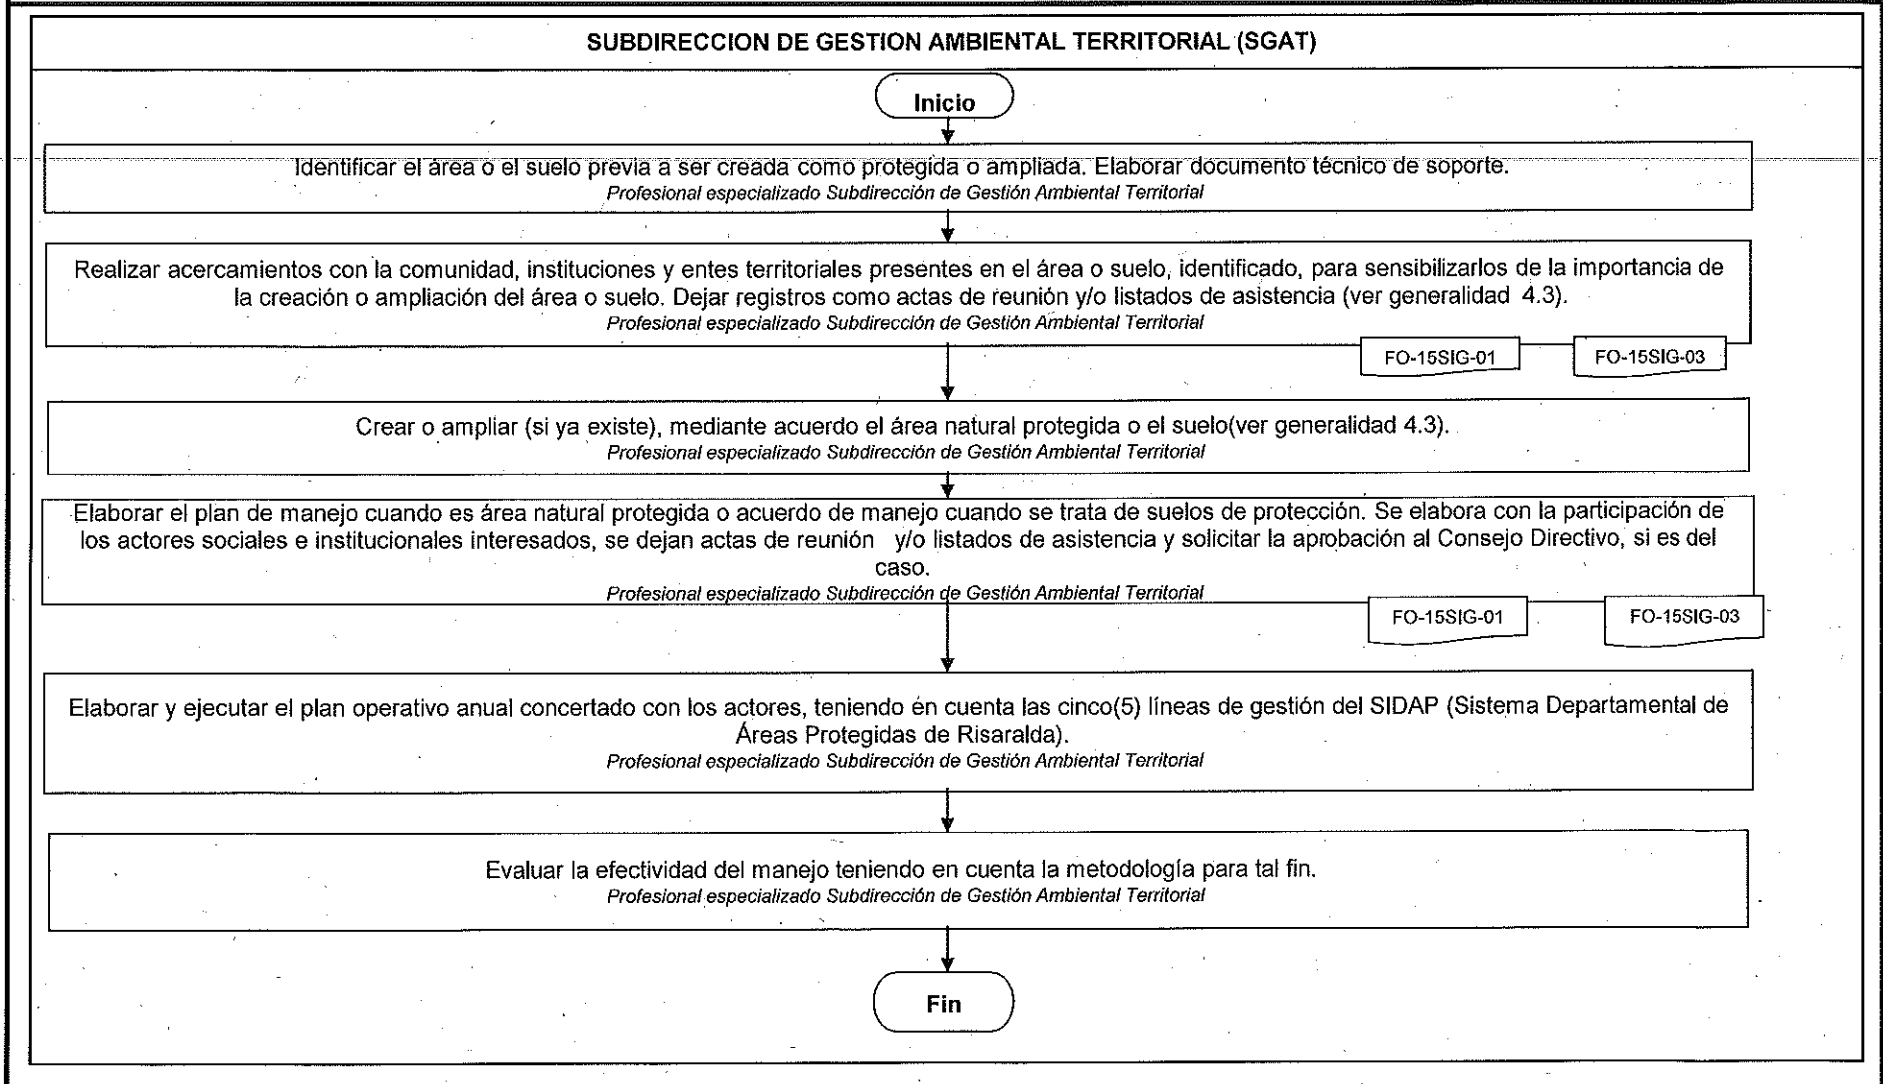 SUBDIRECCION DE GESTION AMBIENTAL TERRITORIAL (SGAT)
Inicio
Identificar el área o el suelo previa a ser creada como protegida o ampliada. Elaborar documento técnico de soporte.
Profesional especializado Subdirección de Gestión Ambiental Territorial
Realizar acercamientos con la comunidad, instituciones y entes territoriales presentes en el área o suelo, identificado, para sensibilizarlos de la importancia de
la creación o ampliación del área o suelo. Dejar registros como actas de reunión y/o listados de asistencia (ver generalidad 4.3).
Profesional especializado Subdirección de Gestión Ambiental Territorial
FO-15SIG-01 FO-15SIG-03
Crear o ampliar (si ya existe), mediante acuerdo el área natural protegida o el suelo(ver generalidad 4.3).
Profesional especializado Subdirección de Gestión Ambiental Territorial
Elaborar el plan de manejo cuando es área natural protegida o acuerdo de manejo cuando se trata de suelos de protección. Se elabora con la participación de
los actores sociales e institucionales interesados, se dejan actas de reunión y/o listados de asistencia y solicitar la aprobación al Consejo Directivo, si es del
caso.
Profesional especializado Subdirección de Gestión Ambiental Territorial
FO-15SIG-01 FO-15SIG-03
Elaborar y ejecutar el plan operativo anual concertado con los actores, teniendo en cuenta las cinco(5) líneas de gestión del SIDAP (Sistema Departamental de
Áreas Protegidas de Risaralda).
Profesional especializado Subdirección de Gestión Ambiental Territorial
Evaluar la efectividad del manejo teniendo en cuenta la metodología para tal fin.
Profesional especializado Subdirección de Gestión Ambiental Territorial
Fin